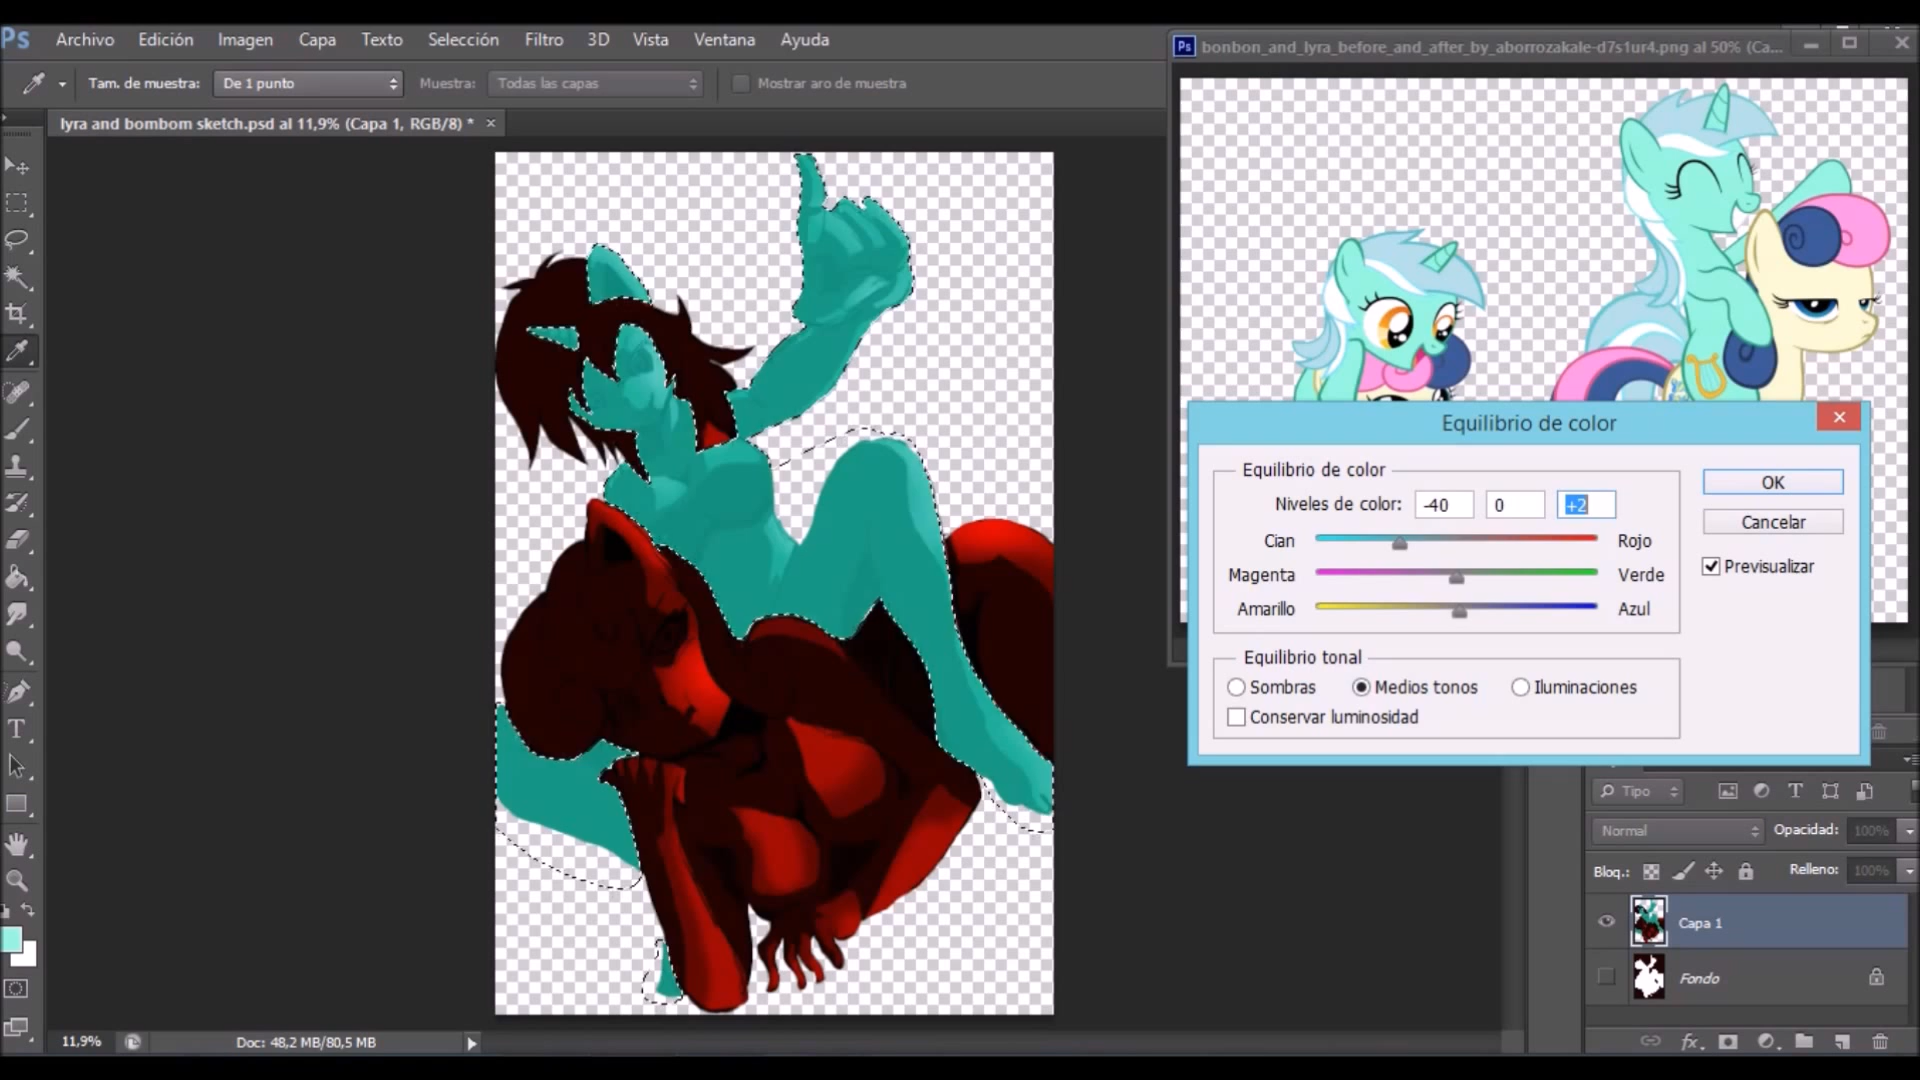 Ps
Archivo Edición Imagen Capa Texto Selección Filtro 3D Vista Ventana Ayuda
Ps bonbon_and_lyra_before_and_after_by_aborrozakale-d7s1ur4.png al 50% (Ca...
Tam. de muestra: De 1 punto Muestra: Todas las capas Mostrar aro de muestra
lyra and bombom sketch.psd al 11,9% (Capa 1, RGB/8) * ×
Equilibrio de color
Equilibrio de color
Niveles de color: -40 0 +2
Cian Rojo
Magenta Verde
Amarillo Azul
OK
Cancelar
Previsualizar
Equilibrio tonal
Sombras Medios tonos Iluminaciones
Conservar luminosidad
Tipo
Normal Opacidad: 100%
Bloq.: Relleno: 100%
Capa 1
Fondo
fx
11,9% Doc: 48,2 MB/80,5 MB